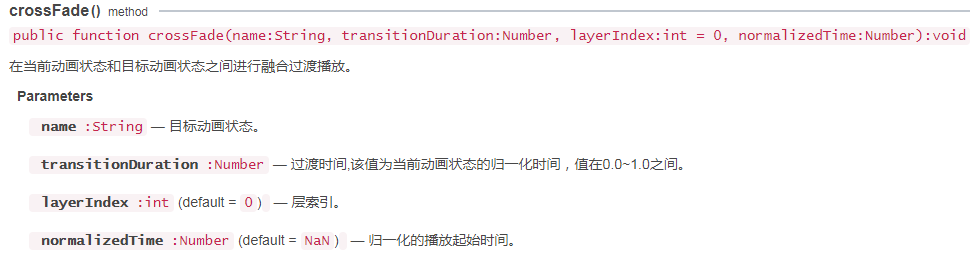 crossFade() method
public function crossFade(name:String, transitionDuration:Number, layerIndex:int = 0, normalizedTime:Number):void
在当前动画状态和目标动画状态之间进行融合过渡播放。
Parameters
name :String — 目标动画状态。
transitionDuration :Number — 过渡时间,该值为当前动画状态的归一化时间，值在0.0~1.0之间。
layerIndex :int (default = 0 ) — 层索引。
normalizedTime :Number (default = NaN ) — 归一化的播放起始时间。